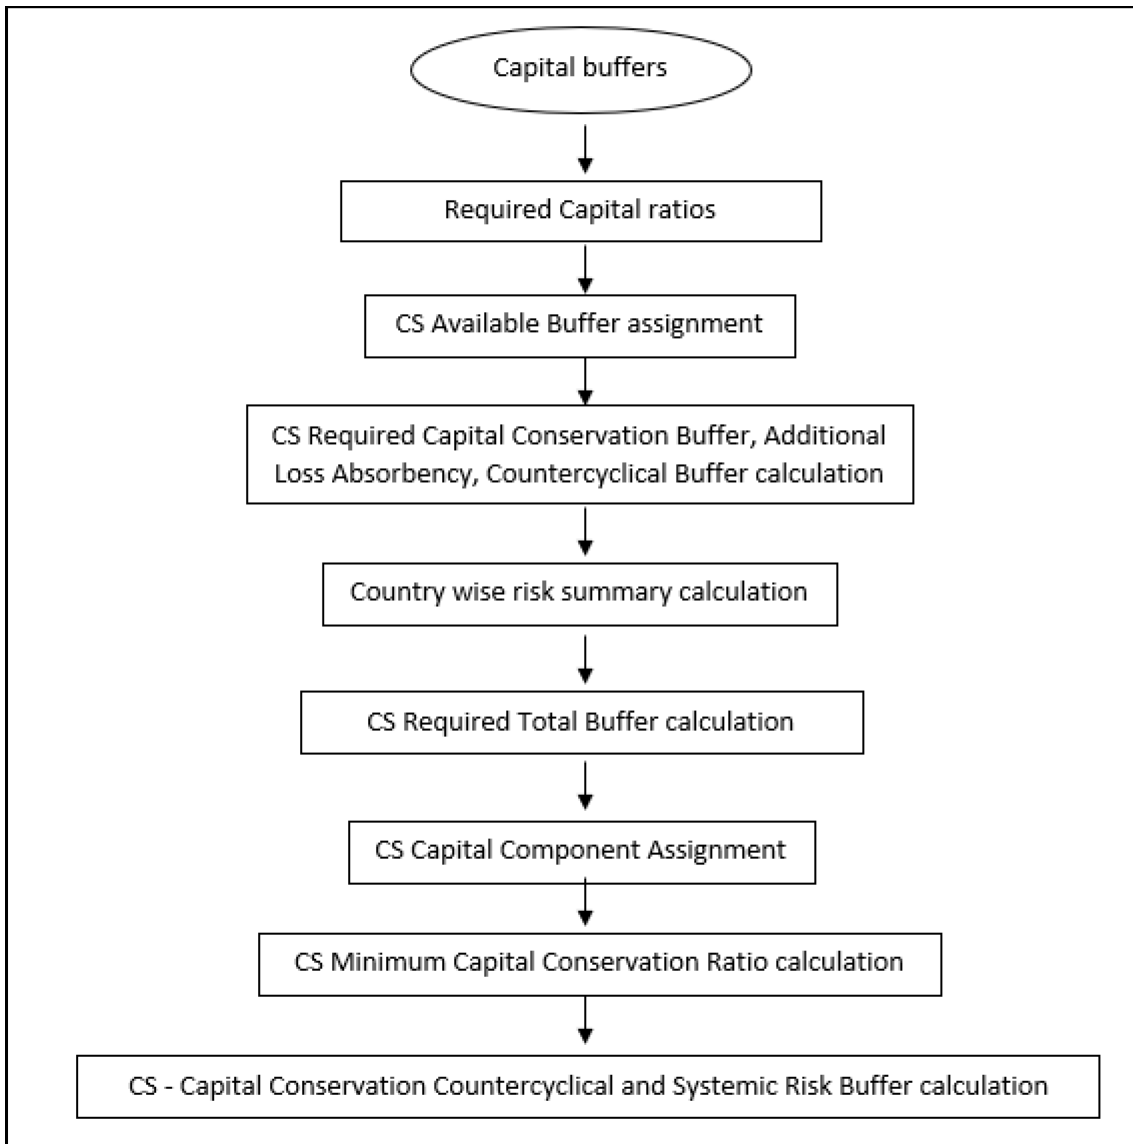 Capital buffers
Required Capital ratios
CS Available Buffer assignment
CS Required Capital Conservation Buffer, Additional
Loss Absorbency, Countercyclical Buffer calculation
Country wise risk summary calculation
CS Required Total Buffer calculation
CS Capital Component Assignment
CS Minimum Capital Conservation Ratio calculation
CS - Capital Conservation Countercyclical and Systemic Risk Buffer calculation